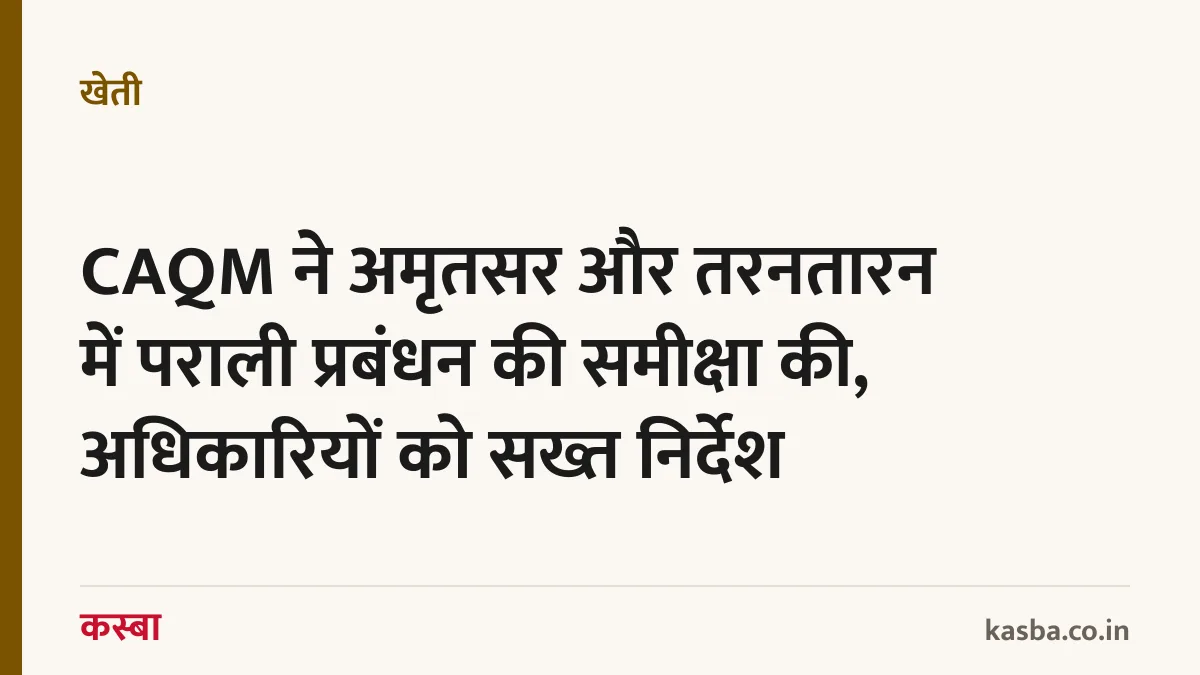 खेती
CAQM ने अमृतसर और तरनतारन
में पराली प्रबंधन की समीक्षा की,
अधिकारियों को सख्त निर्देश
कस्बा
kasba.co.in